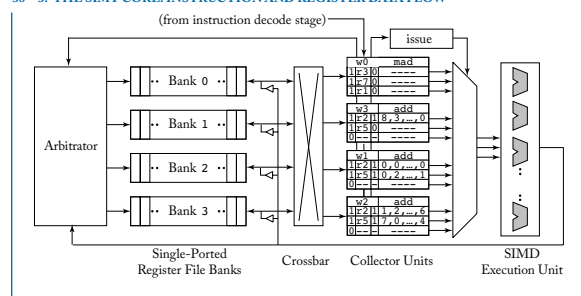 50 3. THE SIMT CORE: INSTRUCTION AND REGISTER DATA FLOW
(from instruction decode stage)
issue
Arbitrator
Bank 0
Bank 1
Bank 2
Bank 3
w0 mad
1 r3 0 ----
1 r7 0 ----
1 r1 0 ----
w3 add
1 r2 1 8,3,…,0
1 r5 0 ----
0 -- - ----
w1 add
1 r2 1 0,0,…,0
1 r5 1 0,2,…,1
0 -- - ----
w2 add
1 r2 1 1,2,…,6
1 r5 1 7,0,…,4
0 -- - ----
Single-Ported
Register File Banks
Crossbar
Collector Units
SIMD
Execution Unit